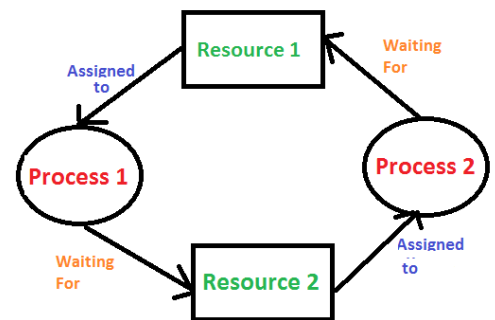 Resource 1
Waiting
For
Assigned
to
Process 1
Process 2
Waiting
For
Resource 2
Assigned
to